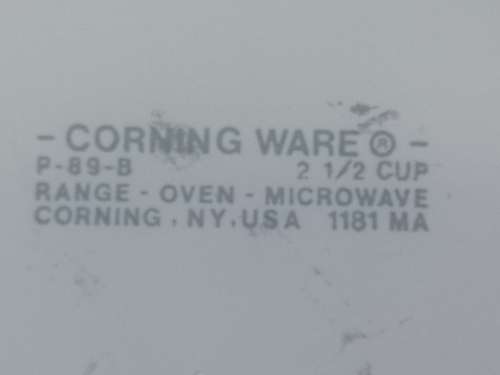 - CORNING WARE ® -
P-89-B 2 1/2 CUP
RANGE - OVEN - MICROWAVE
CORNING . NY. USA 1181 MA